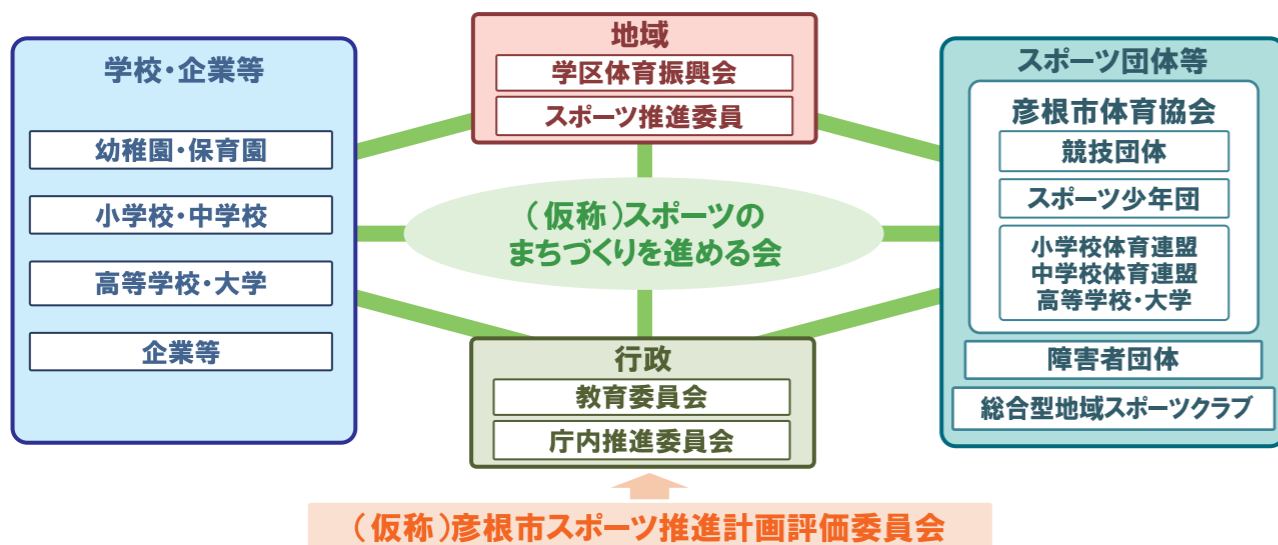 地域
学区体育振興会
スポーツ推進委員
学校・企業等
幼稚園・保育園
小学校・中学校
高等学校・大学
企業等
(仮称)スポーツの
まちづくりを進める会
スポーツ団体等
彦根市体育協会
競技団体
スポーツ少年団
小学校体育連盟
中学校体育連盟
高等学校・大学
障害者団体
総合型地域スポーツクラブ
行政
教育委員会
庁内推進委員会
(仮称)彦根市スポーツ推進計画評価委員会